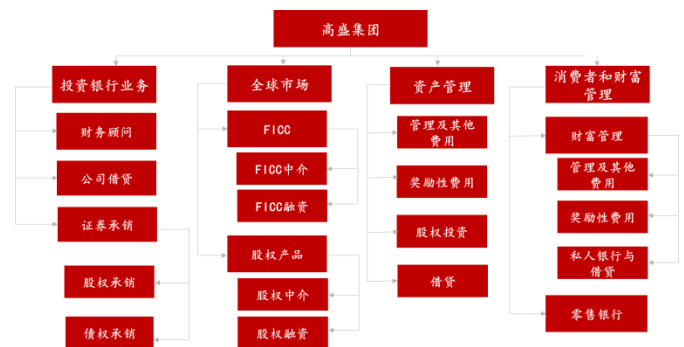 高盛集团
投资银行业务
财务顾问
公司借贷
证券承销
股权承销
债权承销
全球市场
FICC
FICC中介
FICC融资
股权产品
股权中介
股权融资
资产管理
管理及其他
费用
奖励性费用
股权投资
借贷
消费者和财富
管理
财富管理
管理及其他
费用
奖励性费用
私人银行与
借贷
零售银行